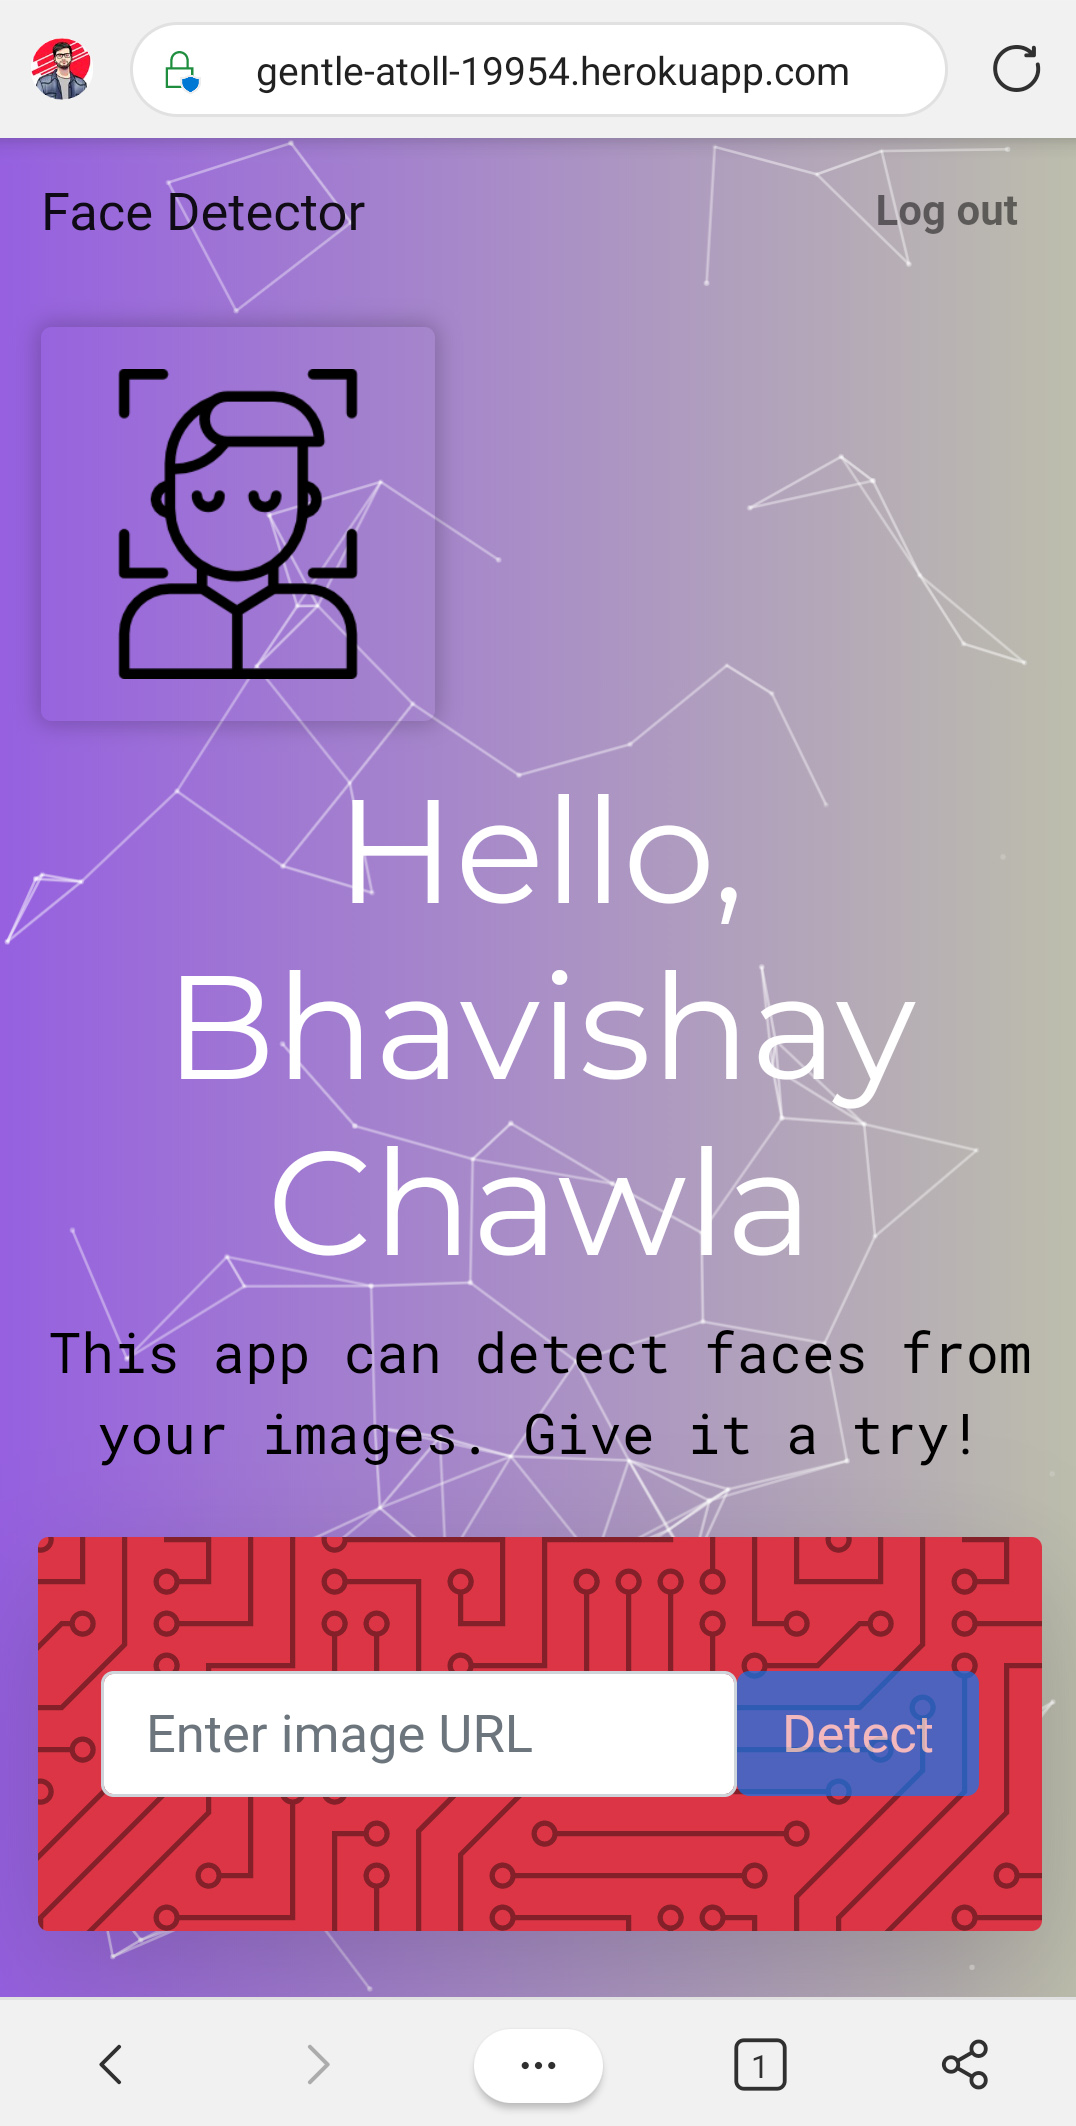 gentle-atoll-19954.herokuapp.com
Face Detector
Log out
Hello,
Bhavishay
Chawla
This app can detect faces from
your images. Give it a try!
Enter image URL
Detect
1